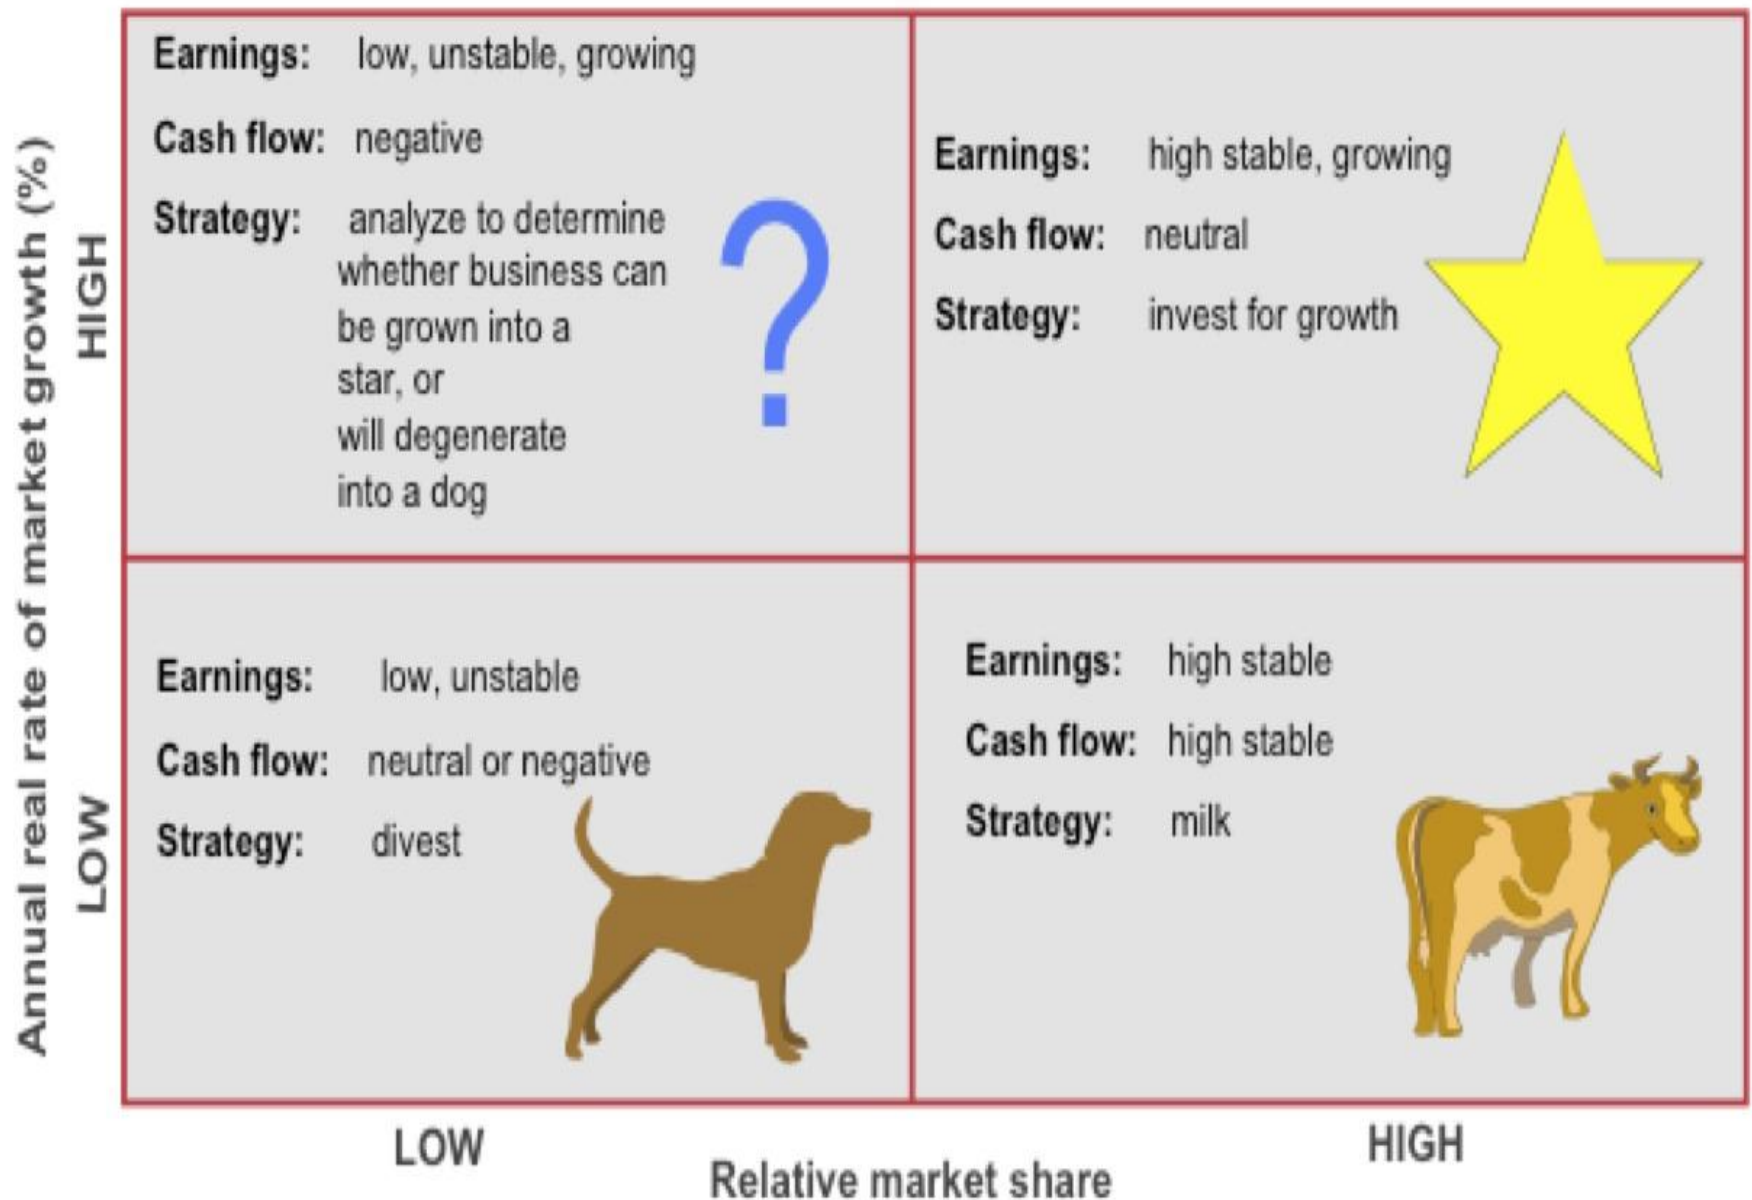 Annual real rate of market growth (%)
HIGH
LOW
Earnings: low, unstable, growing
Cash flow: negative
Strategy: analyze to determine
whether business can
be grown into a
star, or
will degenerate
into a dog
?
Earnings: high stable, growing
Cash flow: neutral
Strategy: invest for growth
Earnings: low, unstable
Cash flow: neutral or negative
Strategy: divest
Earnings: high stable
Cash flow: high stable
Strategy: milk
LOW
HIGH
Relative market share